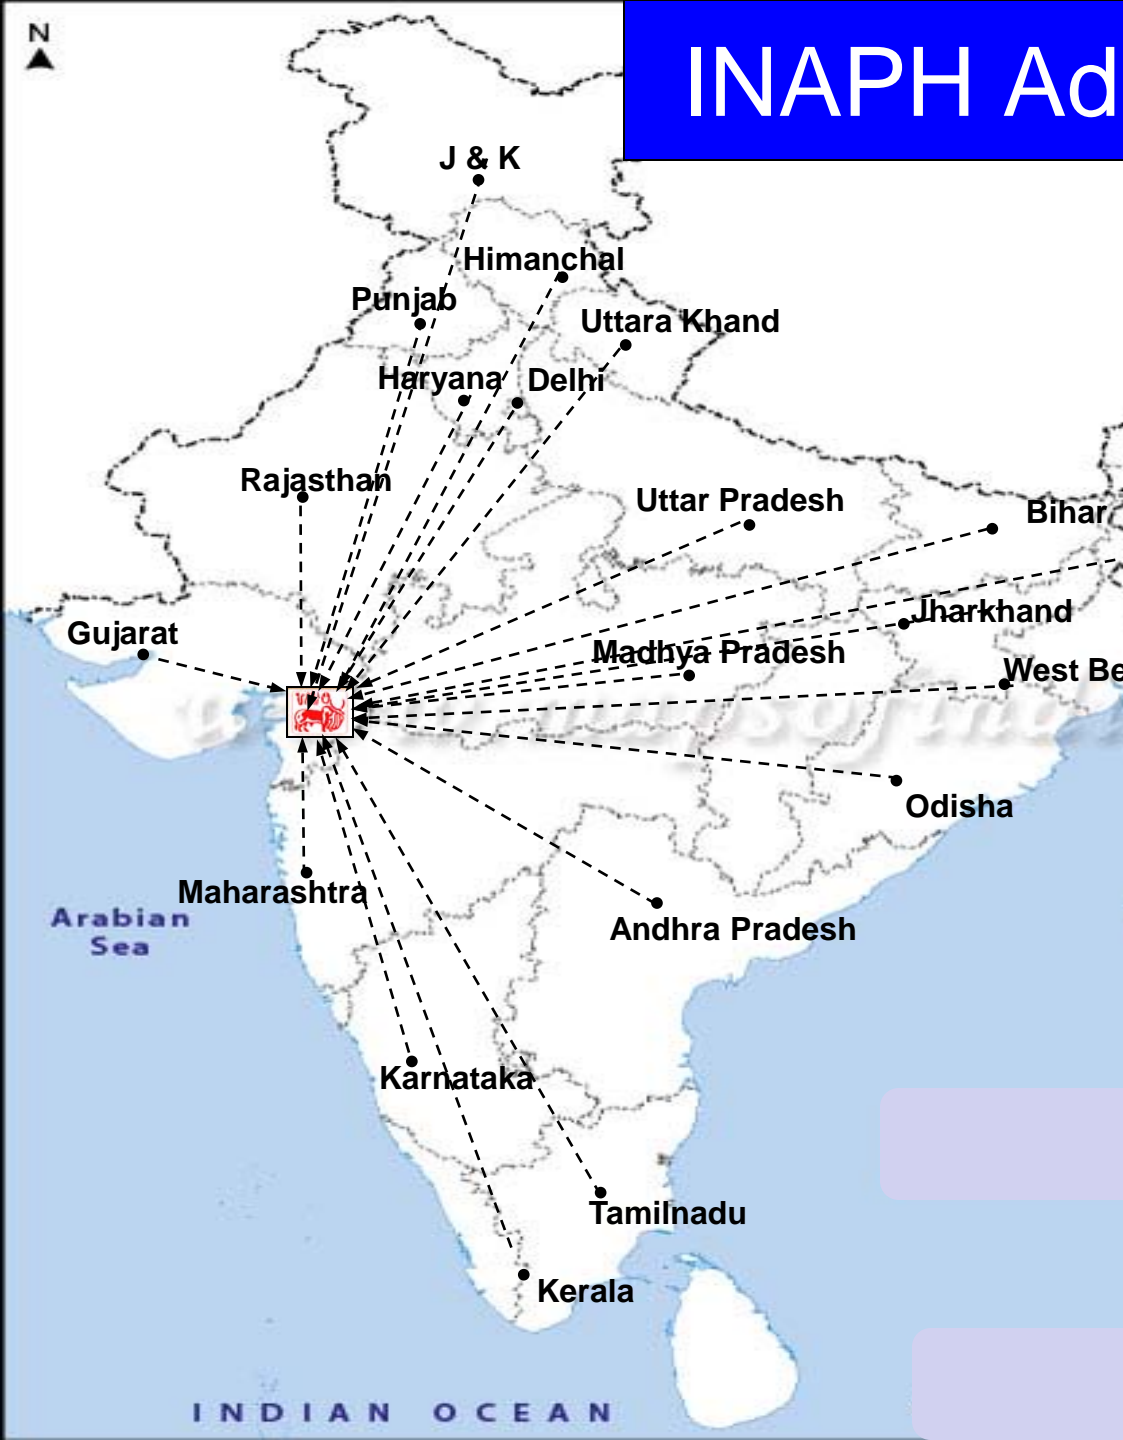 N
INAPH Ad
J & K
Himanchal
Punjab
Uttara Khand
Haryana
Delhi
Rajasthan
Uttar Pradesh
Bihar
Jharkhand
Gujarat
Madhya Pradesh
West Be
Odisha
Maharashtra
Arabian
Sea
Andhra Pradesh
Karnataka
Tamilnadu
Kerala
INDIAN OCEAN